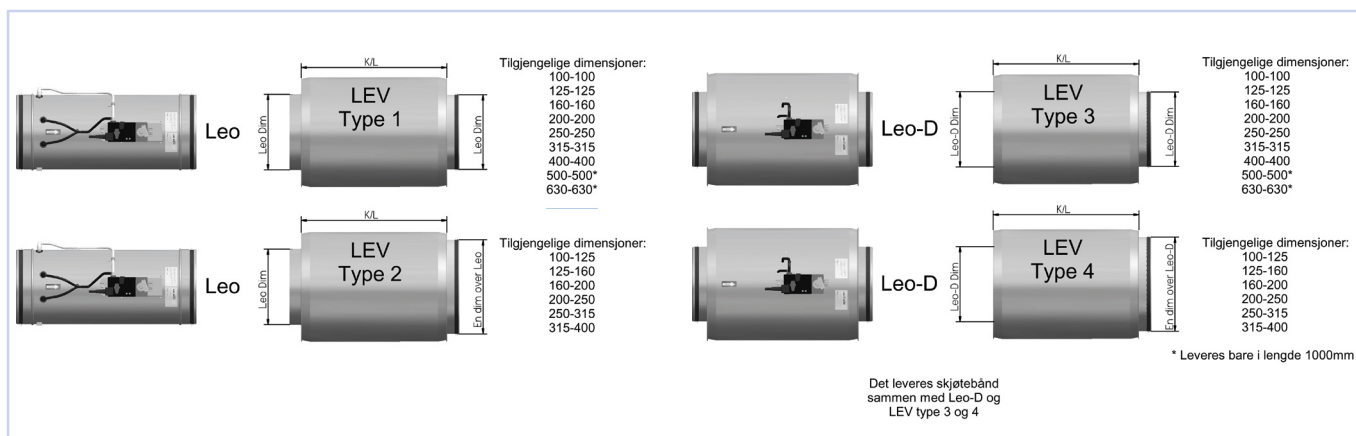 K/L
LEV
Type 1
Leo Dim
Leo Dim
Leo
Tilgjengelige dimensjoner:
100-100
125-125
160-160
200-200
250-250
315-315
400-400
500-500*
630-630*
K/L
LEV
Type 3
Leo-D Dim
Leo-D Dim
Leo-D
Tilgjengelige dimensjoner:
100-100
125-125
160-160
200-200
250-250
315-315
400-400
500-500*
630-630*
K/L
LEV
Type 2
Leo Dim
En dim over Leo
Leo
Tilgjengelige dimensjoner:
100-125
125-160
160-200
200-250
250-315
315-400
K/L
LEV
Type 4
Leo-D Dim
En dim over Leo-D
Leo-D
Tilgjengelige dimensjoner:
100-125
125-160
160-200
200-250
250-315
315-400
* Leveres bare i lengde 1000mm
Det leveres skjøtebånd
sammen med Leo-D og
LEV type 3 og 4